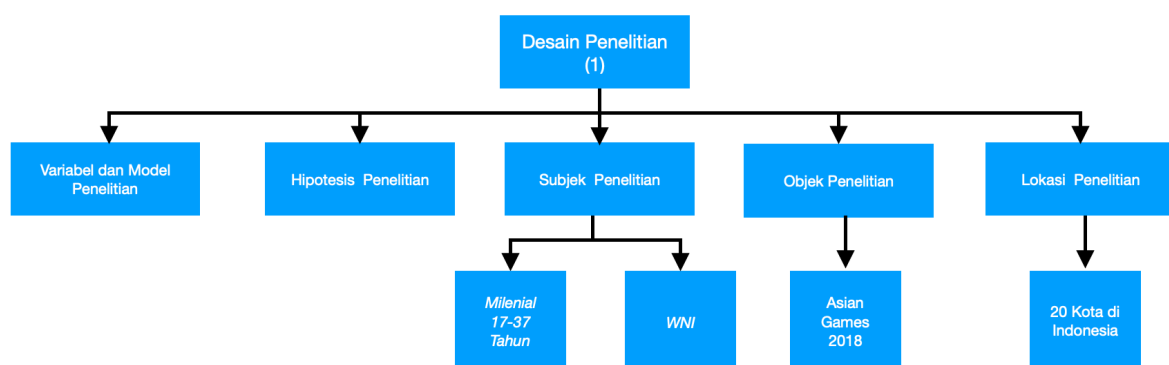 Desain Penelitian
(1)
Variabel dan Model
Penelitian
Hipotesis Penelitian
Subjek Penelitian
Objek Penelitian
Lokasi Penelitian
Milenial
17-37
Tahun
WNI
Asian
Games
2018
20 Kota di
Indonesia